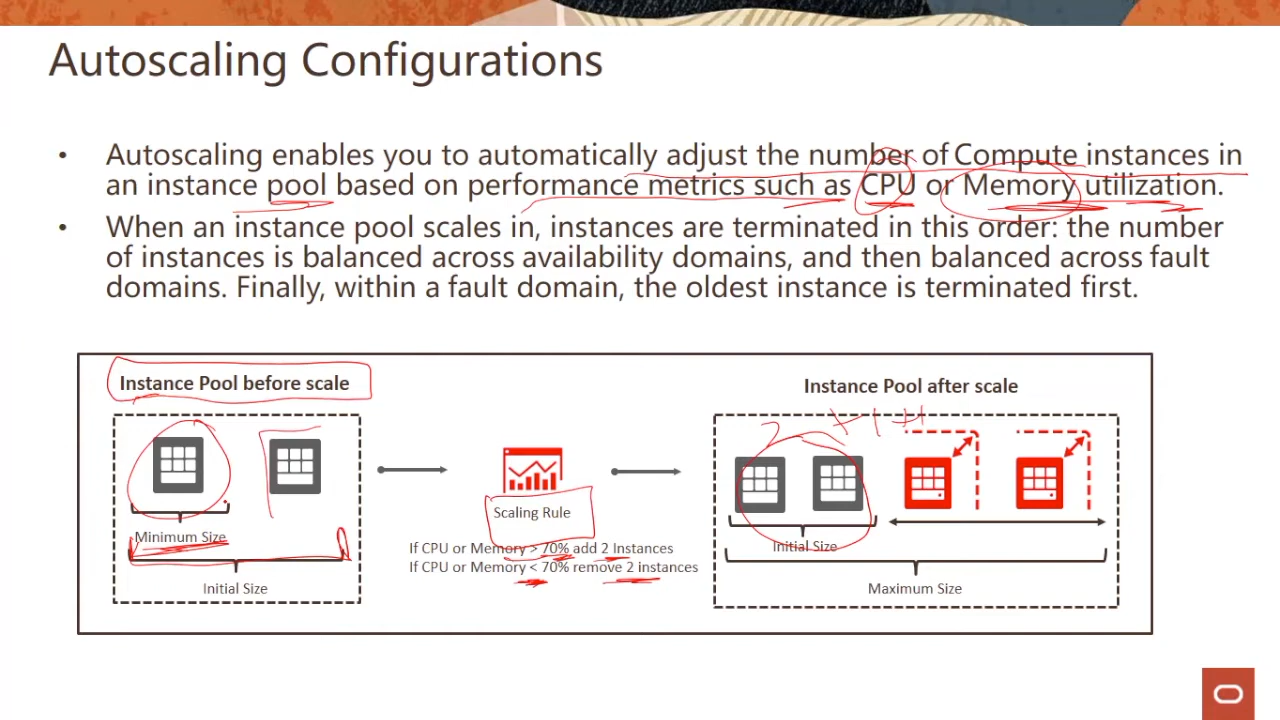 Autoscaling Configurations
• Autoscaling enables you to automatically adjust the number of Compute instances in
an instance pool based on performance metrics such as CPU or Memory utilization.
• When an instance pool scales in, instances are terminated in this order: the number
of instances is balanced across availability domains, and then balanced across fault
domains. Finally, within a fault domain, the oldest instance is terminated first.
Instance Pool before scale
Minimum Size
Initial Size
Scaling Rule
If CPU or Memory > 70% add 2 Instances
If CPU or Memory < 70% remove 2 instances
Instance Pool after scale
2 +1 +1
Initial Size
Maximum Size